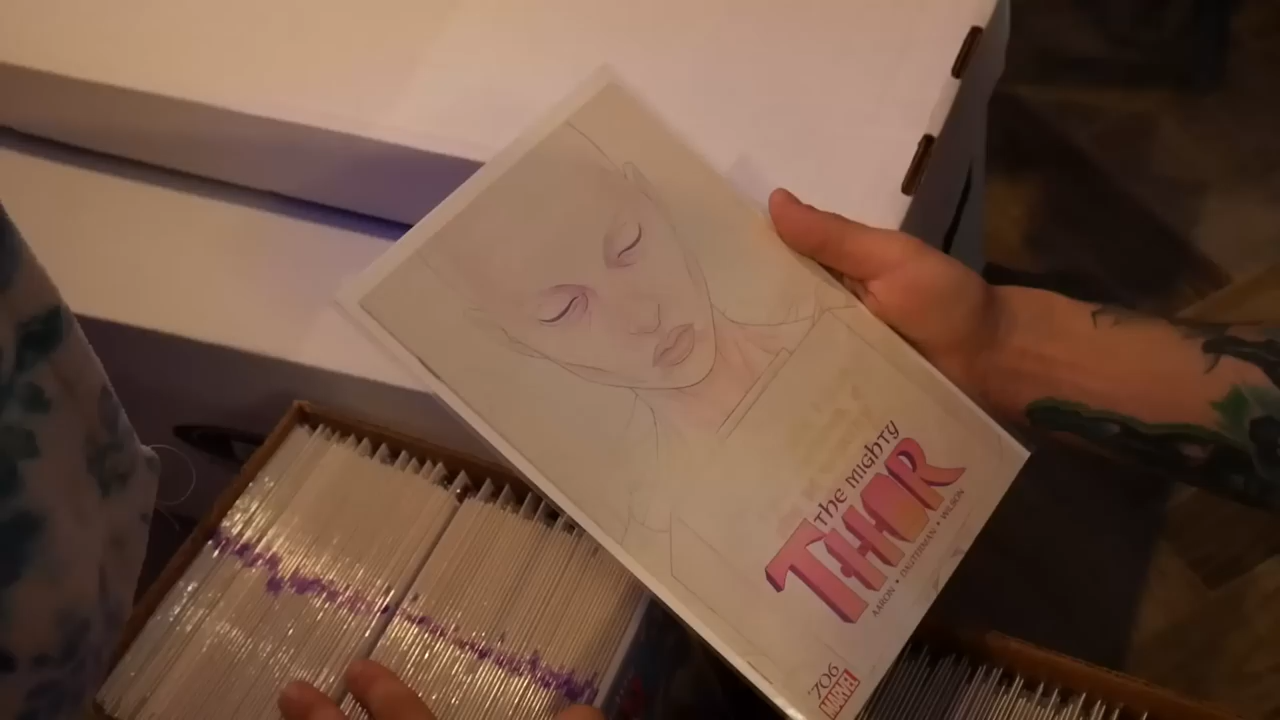 The MIGhTY
THOR
AARON • DAUTERMAN • WILSON
706
MARVEL